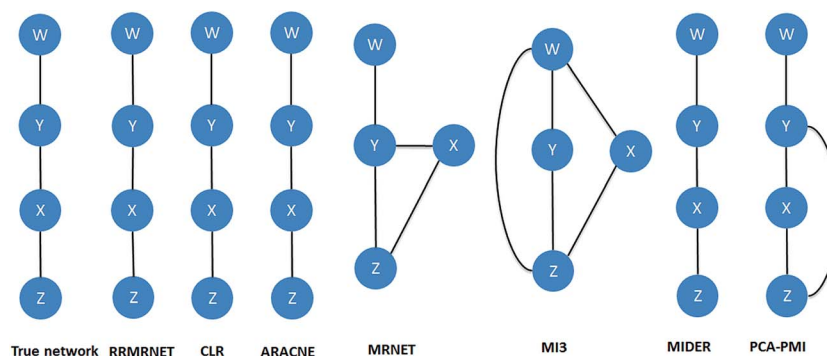 W W W W W W W W
Y Y Y Y Y X Y X Y Y
X X X X X X
Z Z Z Z Z Z Z Z
True network RRMRNET CLR ARACNE MRNET MI3 MIDER PCA-PMI